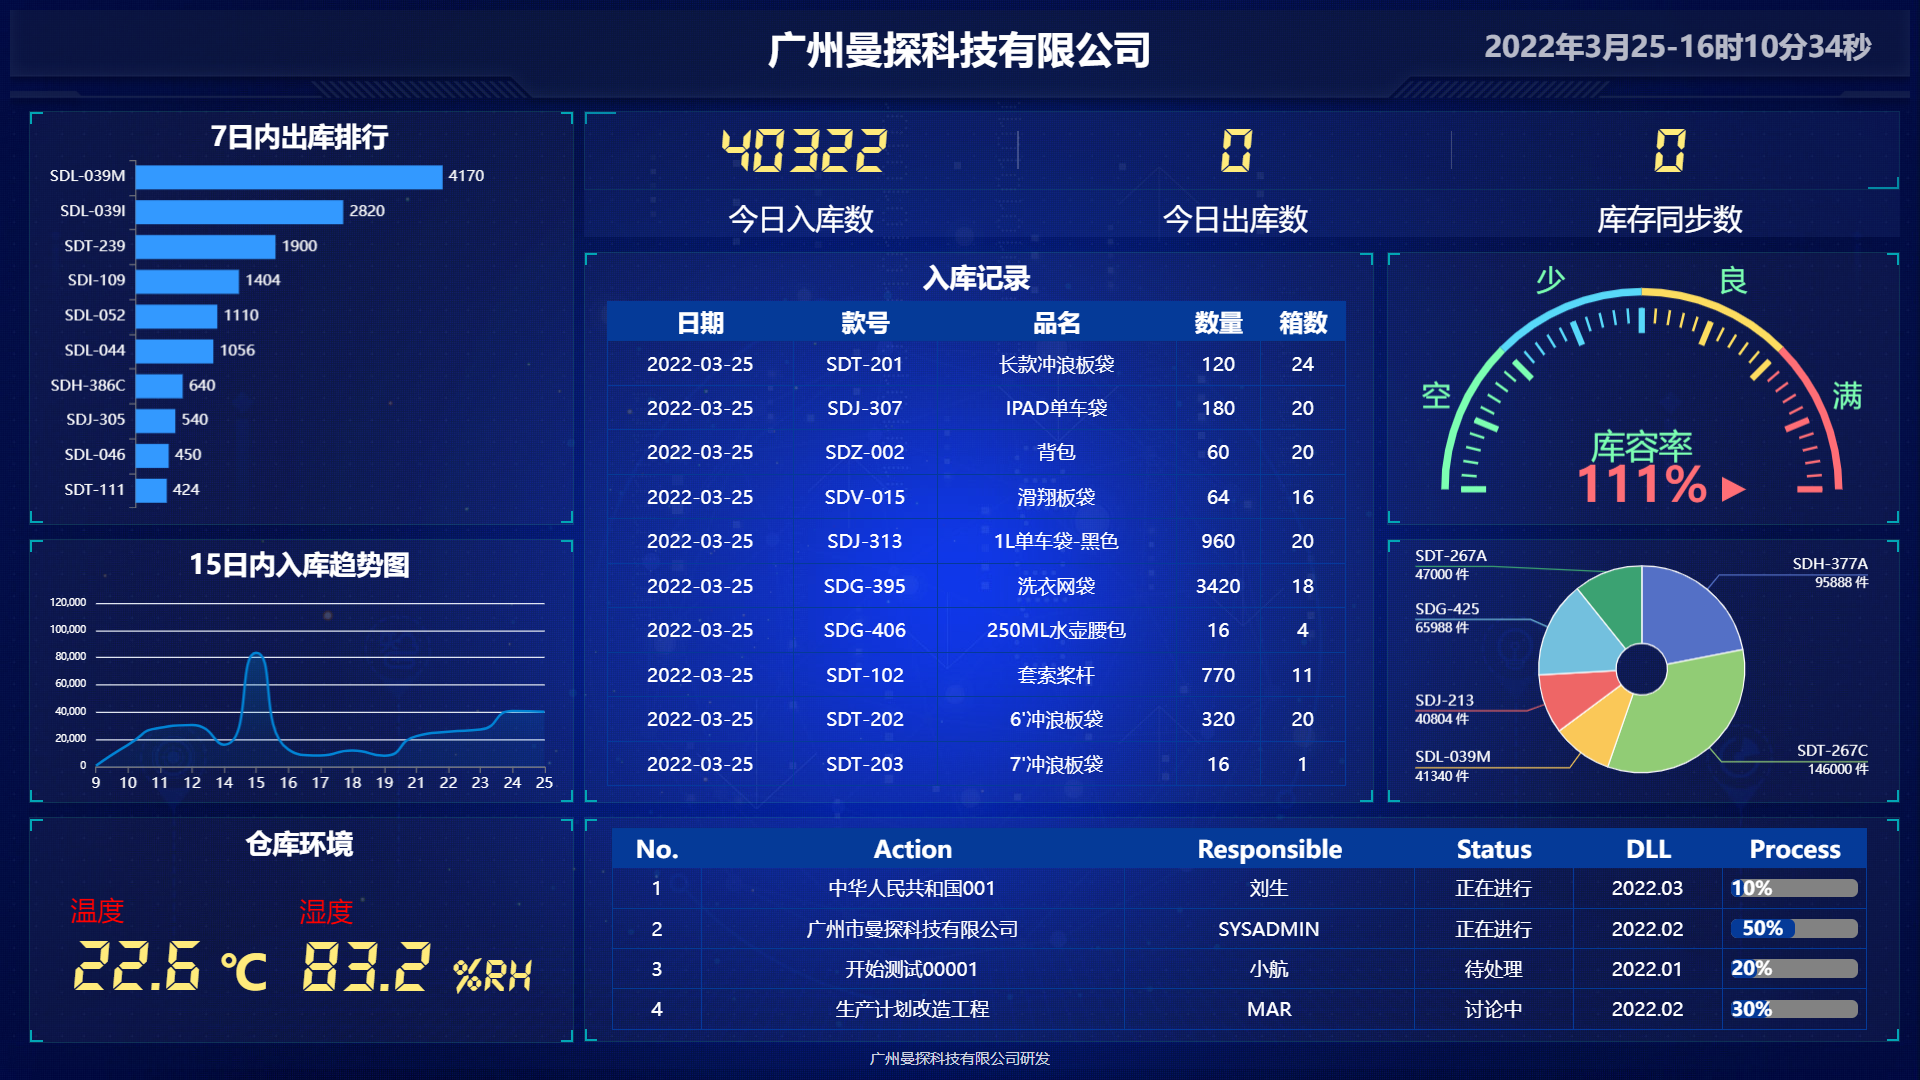 广州曼探科技有限公司
2022年3月25-16时10分34秒
7日内出库排行
SDL-039M 4170
SDL-039I 2820
SDT-239 1900
SDI-109 1404
SDL-052 1110
SDL-044 1056
SDH-386C 640
SDJ-305 540
SDL-046 450
SDT-111 424
40322 0 0
今日入库数 今日出库数 库存同步数
入库记录
日期 款号 品名 数量 箱数
2022-03-25 SDT-201 长款冲浪板袋 120 24
2022-03-25 SDJ-307 IPAD单车袋 180 20
2022-03-25 SDZ-002 背包 60 20
2022-03-25 SDV-015 滑翔板袋 64 16
2022-03-25 SDJ-313 1L单车袋-黑色 960 20
2022-03-25 SDG-395 洗衣网袋 3420 18
2022-03-25 SDG-406 250ML水壶腰包 16 4
2022-03-25 SDT-102 套索桨杆 770 11
2022-03-25 SDT-202 6'冲浪板袋 320 20
2022-03-25 SDT-203 7'冲浪板袋 16 1
少 良
空 满
库容率
111%
15日内入库趋势图
120,000
100,000
80,000
60,000
40,000
20,000
0
9 10 11 12 13 14 15 16 17 18 19 21 22 23 24 25
SDT-267A
47000 件
SDH-377A
95888 件
SDG-425
65988 件
SDJ-213
40804 件
SDL-039M
41340 件
SDT-267C
146000 件
仓库环境
温度 湿度
22.6 ℃ 83.2 %RH
No. Action Responsible Status DLL Process
1 中华人民共和国001 刘生 正在进行 2022.03 10%
2 广州市曼探科技有限公司 SYSADMIN 正在进行 2022.02 50%
3 开始测试00001 小航 待处理 2022.01 20%
4 生产计划改造工程 MAR 讨论中 2022.02 30%
广州曼探科技有限公司研发